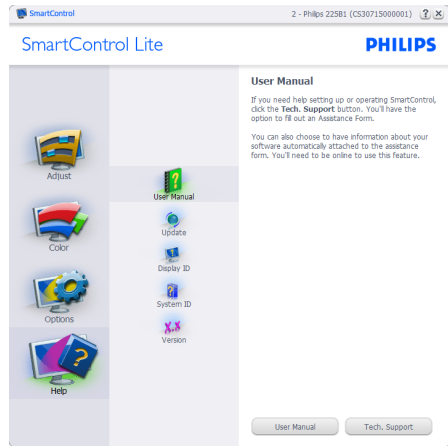 SmartControl
2 - Philips 225B1 (CS30715000001)
SmartControl Lite
PHILIPS
Adjust
Color
Options
Help
User Manual
Update
Display ID
System ID
X.X
Version
User Manual
If you need help setting up or operating SmartControl,
click the Tech. Support button. You'll have the
option to fill out an Assistance Form.
You can also choose to have information about your
software automatically attached to the assistance
form. You'll need to be online to use this feature.
User Manual
Tech. Support